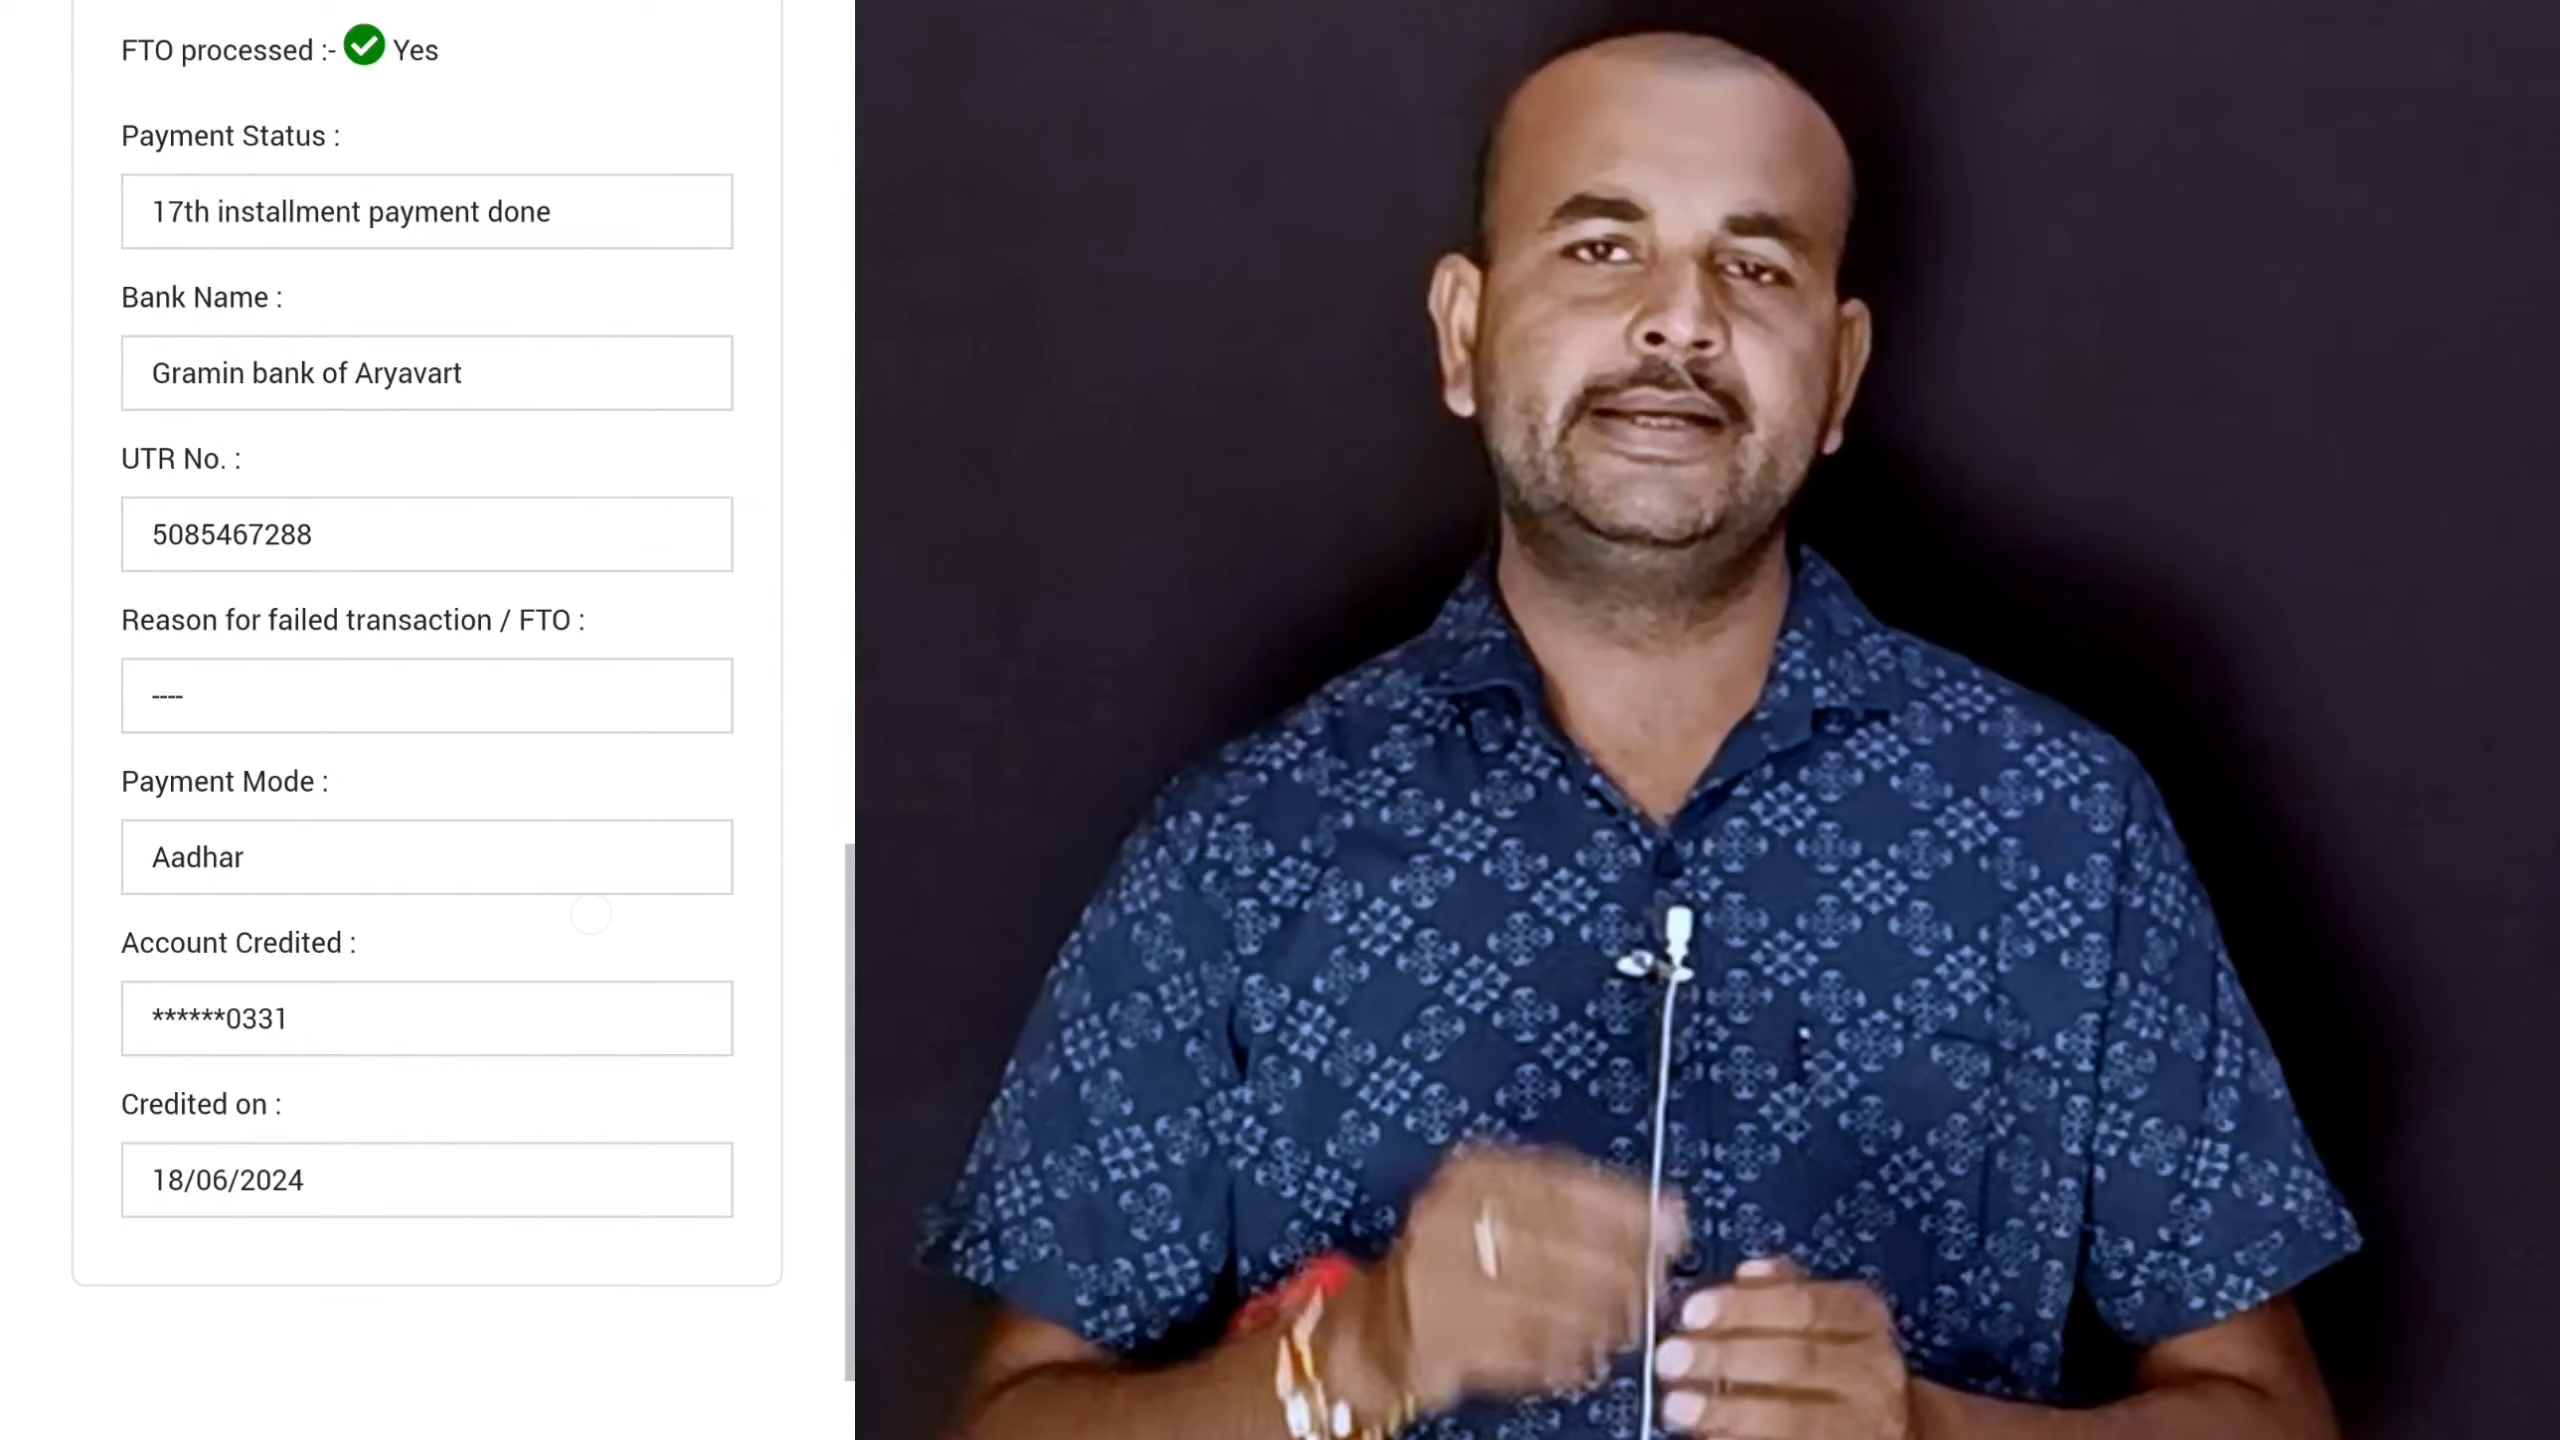 FTO processed :- Yes
Payment Status :
17th installment payment done
Bank Name :
Gramin bank of Aryavart
UTR No. :
5085467288
Reason for failed transaction / FTO :
----
Payment Mode :
Aadhar
Account Credited :
******0331
Credited on :
18/06/2024